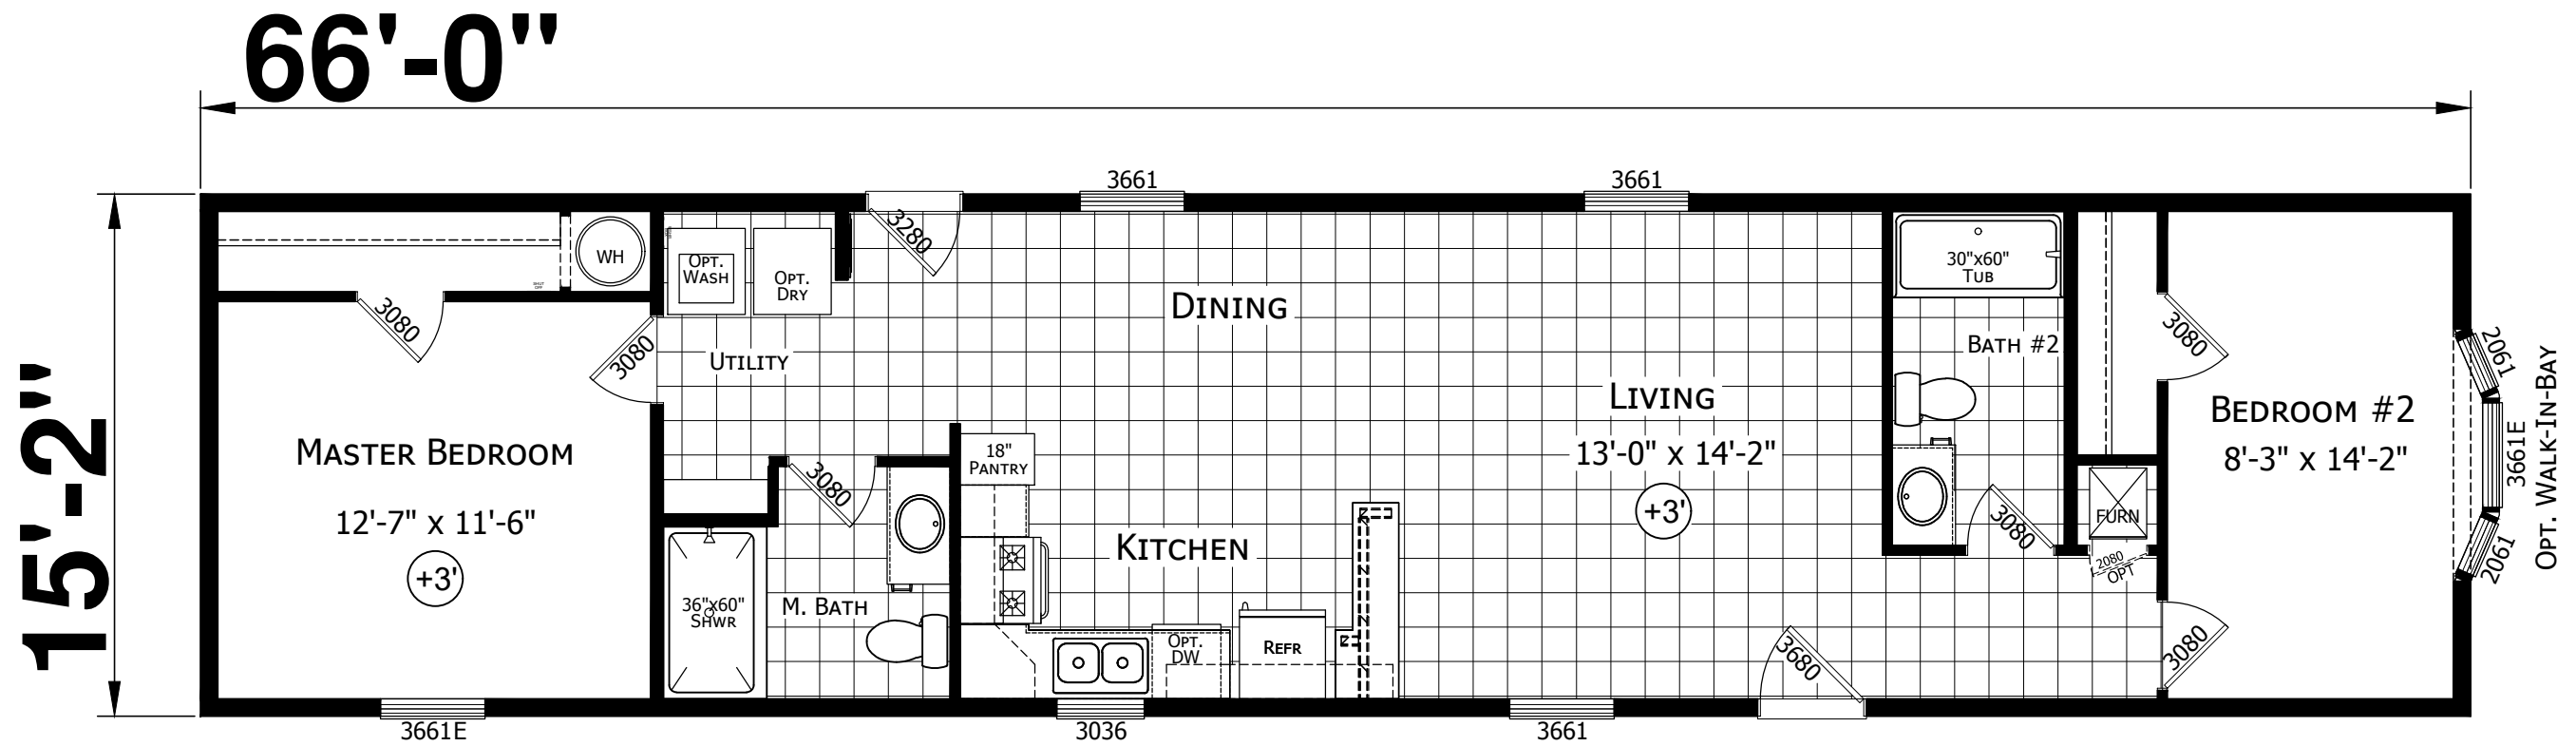 66'-0"
15'-2"
3661
3661
3280
WH
3080
OPT.
WASH
OPT.
DRY
UTILITY
3080
MASTER BEDROOM
12'-7" x 11'-6"
+3'
3661E
DINING
18"
PANTRY
3080
36"x60"
SHWR
M. BATH
KITCHEN
OPT.
DW
REFR
3036
LIVING
13'-0" x 14'-2"
+3'
3661
3680
30"x60"
TUB
BATH #2
3080
FURN
2080
OPT
3080
3080
BEDROOM #2
8'-3" x 14'-2"
2061
3661E
2061
OPT. WALK-IN-BAY